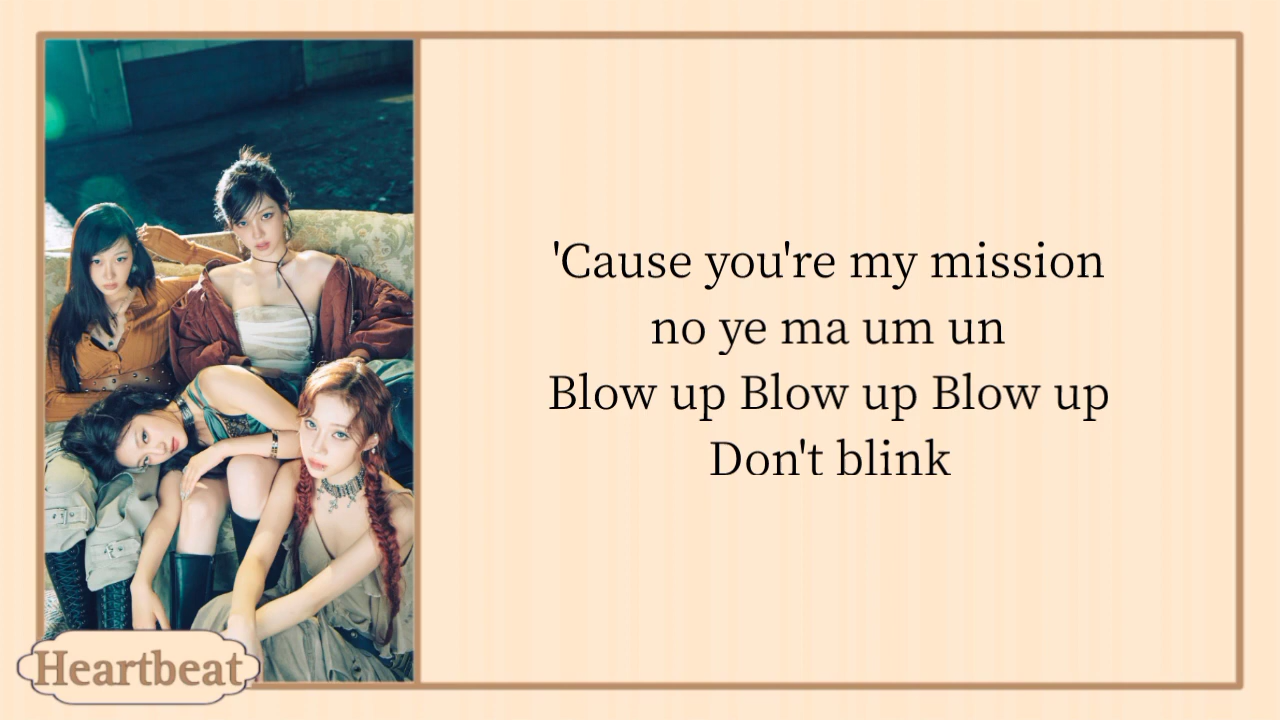 'Cause you're my mission
no ye ma um un
Blow up Blow up Blow up
Don't blink
Heartbeat